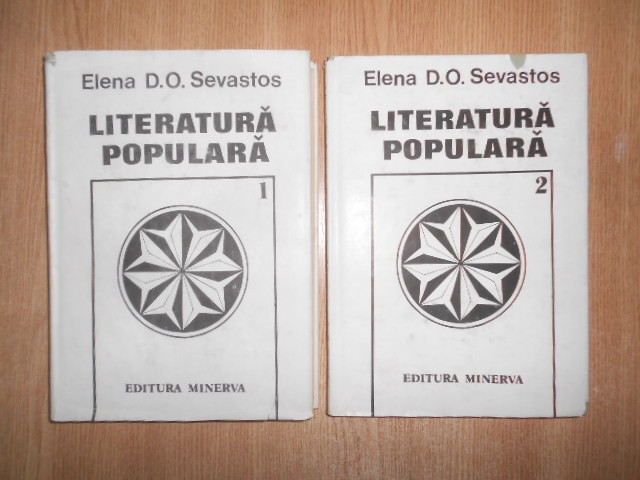 Elena D.O. Sevastos
LITERATURĂ
POPULARĂ
1
EDITURA MINERVA
Elena D.O. Sevastos
LITERATURĂ
POPULARĂ
2
EDITURA MINERVA